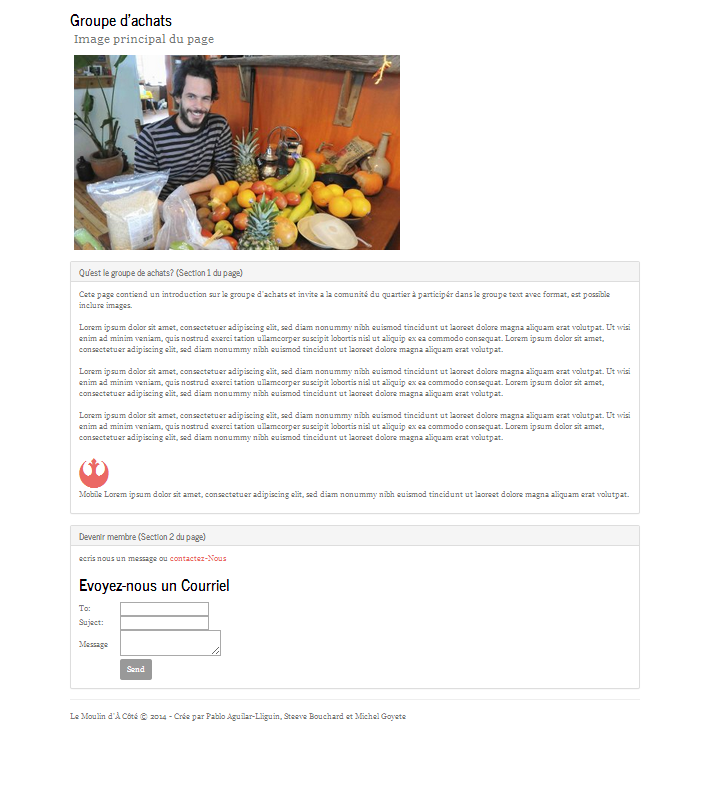 Groupe d'achats
Image principal du page
Qu'est le groupe de achats? (Section 1 du page)
Cete page contiend un introduction sur le groupe d'achats et invite a la comunité du quartier à participér dans le groupe text avec format, est possible
inclure images.
Lorem ipsum dolor sit amet, consectetuer adipiscing elit, sed diam nonummy nibh euismod tincidunt ut laoreet dolore magna aliquam erat volutpat. Ut wisi
enim ad minim veniam, quis nostrud exerci tation ullamcorper suscipit lobortis nisl ut aliquip ex ea commodo consequat. Lorem ipsum dolor sit amet,
consectetuer adipiscing elit, sed diam nonummy nibh euismod tincidunt ut laoreet dolore magna aliquam erat volutpat.
Lorem ipsum dolor sit amet, consectetuer adipiscing elit, sed diam nonummy nibh euismod tincidunt ut laoreet dolore magna aliquam erat volutpat. Ut wisi
enim ad minim veniam, quis nostrud exerci tation ullamcorper suscipit lobortis nisl ut aliquip ex ea commodo consequat. Lorem ipsum dolor sit amet,
consectetuer adipiscing elit, sed diam nonummy nibh euismod tincidunt ut laoreet dolore magna aliquam erat volutpat.
Lorem ipsum dolor sit amet, consectetuer adipiscing elit, sed diam nonummy nibh euismod tincidunt ut laoreet dolore magna aliquam erat volutpat. Ut wisi
enim ad minim veniam, quis nostrud exerci tation ullamcorper suscipit lobortis nisl ut aliquip ex ea commodo consequat. Lorem ipsum dolor sit amet,
consectetuer adipiscing elit, sed diam nonummy nibh euismod tincidunt ut laoreet dolore magna aliquam erat volutpat.
Mobile Lorem ipsum dolor sit amet, consectetuer adipiscing elit, sed diam nonummy nibh euismod tincidunt ut laoreet dolore magna aliquam erat volutpat.
Devenir membre (Section 2 du page)
ecris nous un message ou contactez-Nous
Evoyez-nous un Courriel
To:
Suject:
Message
Send
Le Moulin d'À Côté © 2014 - Crée par Pablo Aguilar-Lliguin, Steeve Bouchard et Michel Goyete